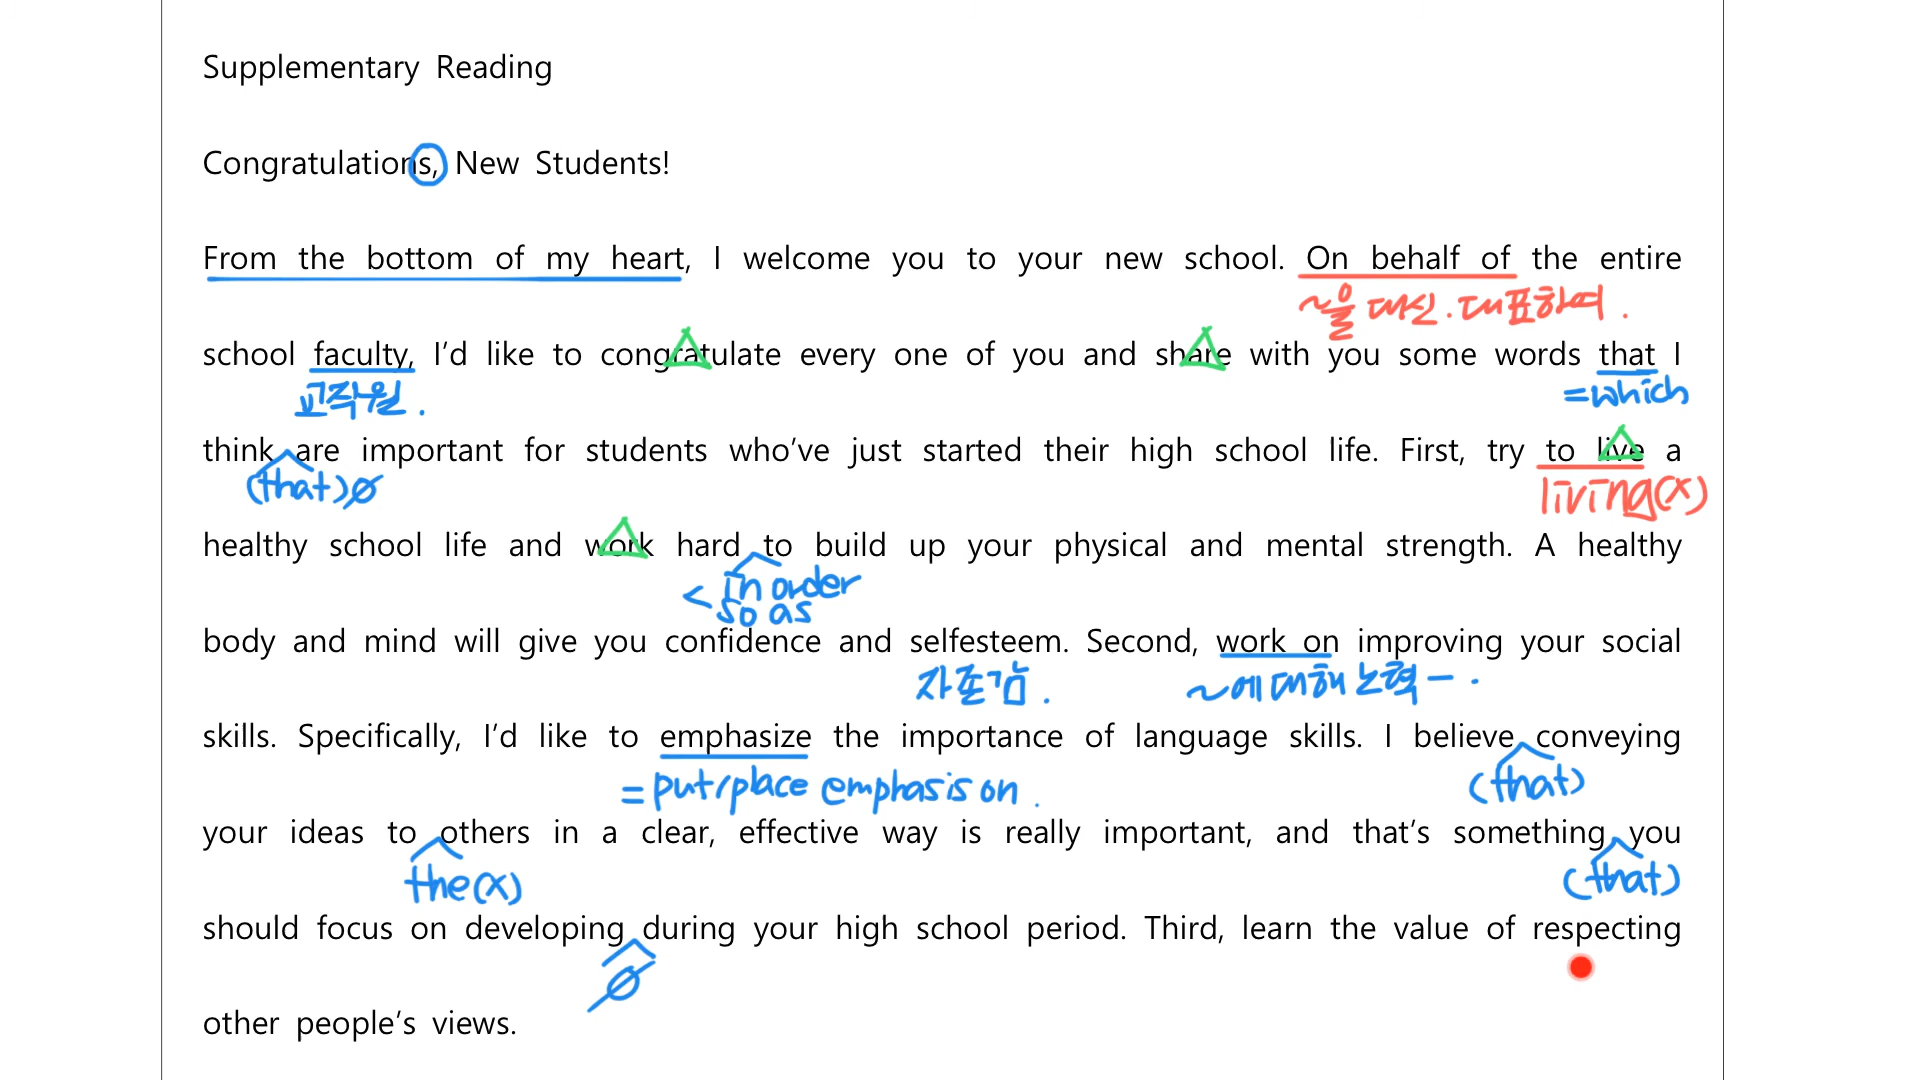 Supplementary Reading
Congratulations, New Students!
From the bottom of my heart, I welcome you to your new school. On behalf of the entire
~을 대신. 대표하여.
school faculty, I'd like to congratulate every one of you and share with you some words that I
교직원.
=which
think are important for students who've just started their high school life. First, try to live a
(that)∅
living(x)
healthy school life and work hard to build up your physical and mental strength. A healthy
< in order
so as
body and mind will give you confidence and selfesteem. Second, work on improving your social
자존감.
~에 대해 노력-.
skills. Specifically, I'd like to emphasize the importance of language skills. I believe conveying
= put/place emphasis on.
(that)
your ideas to others in a clear, effective way is really important, and that's something you
the(x)
(that)
should focus on developing during your high school period. Third, learn the value of respecting
∅
other people's views.